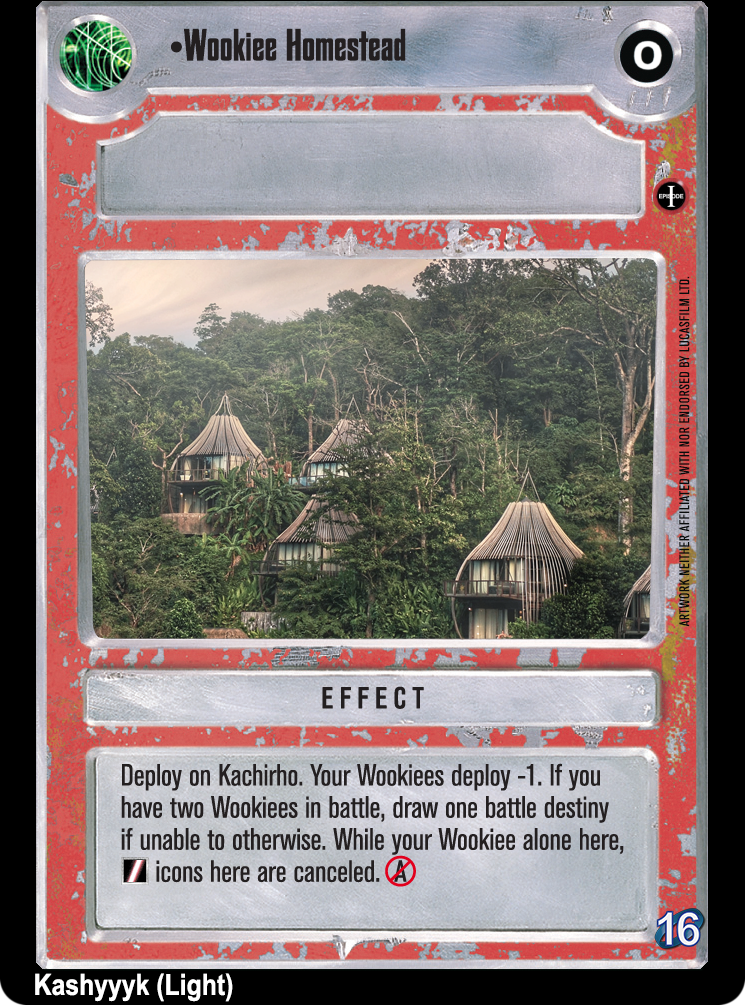 •Wookiee Homestead
0
EPISODE
I
ARTWORK NEITHER AFFILIATED WITH NOR ENDORSED BY LUCASFILM LTD.
EFFECT
Deploy on Kachirho. Your Wookiees deploy -1. If you
have two Wookiees in battle, draw one battle destiny
if unable to otherwise. While your Wookiee alone here,
icons here are canceled. A
16
Kashyyyk (Light)